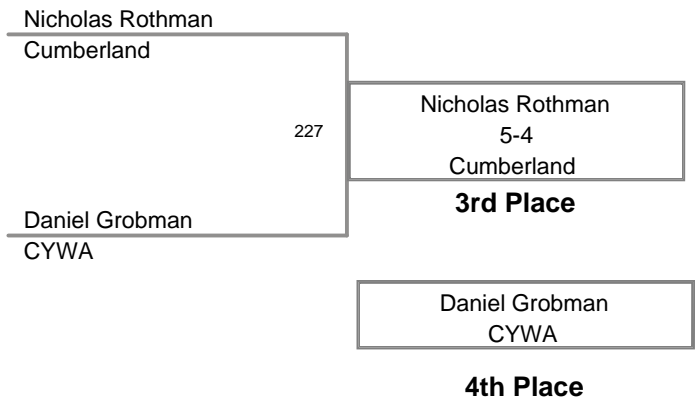 Nicholas Rothman
Cumberland
227
Nicholas Rothman
5-4
Cumberland
3rd Place
Daniel Grobman
CYWA
Daniel Grobman
CYWA
4th Place